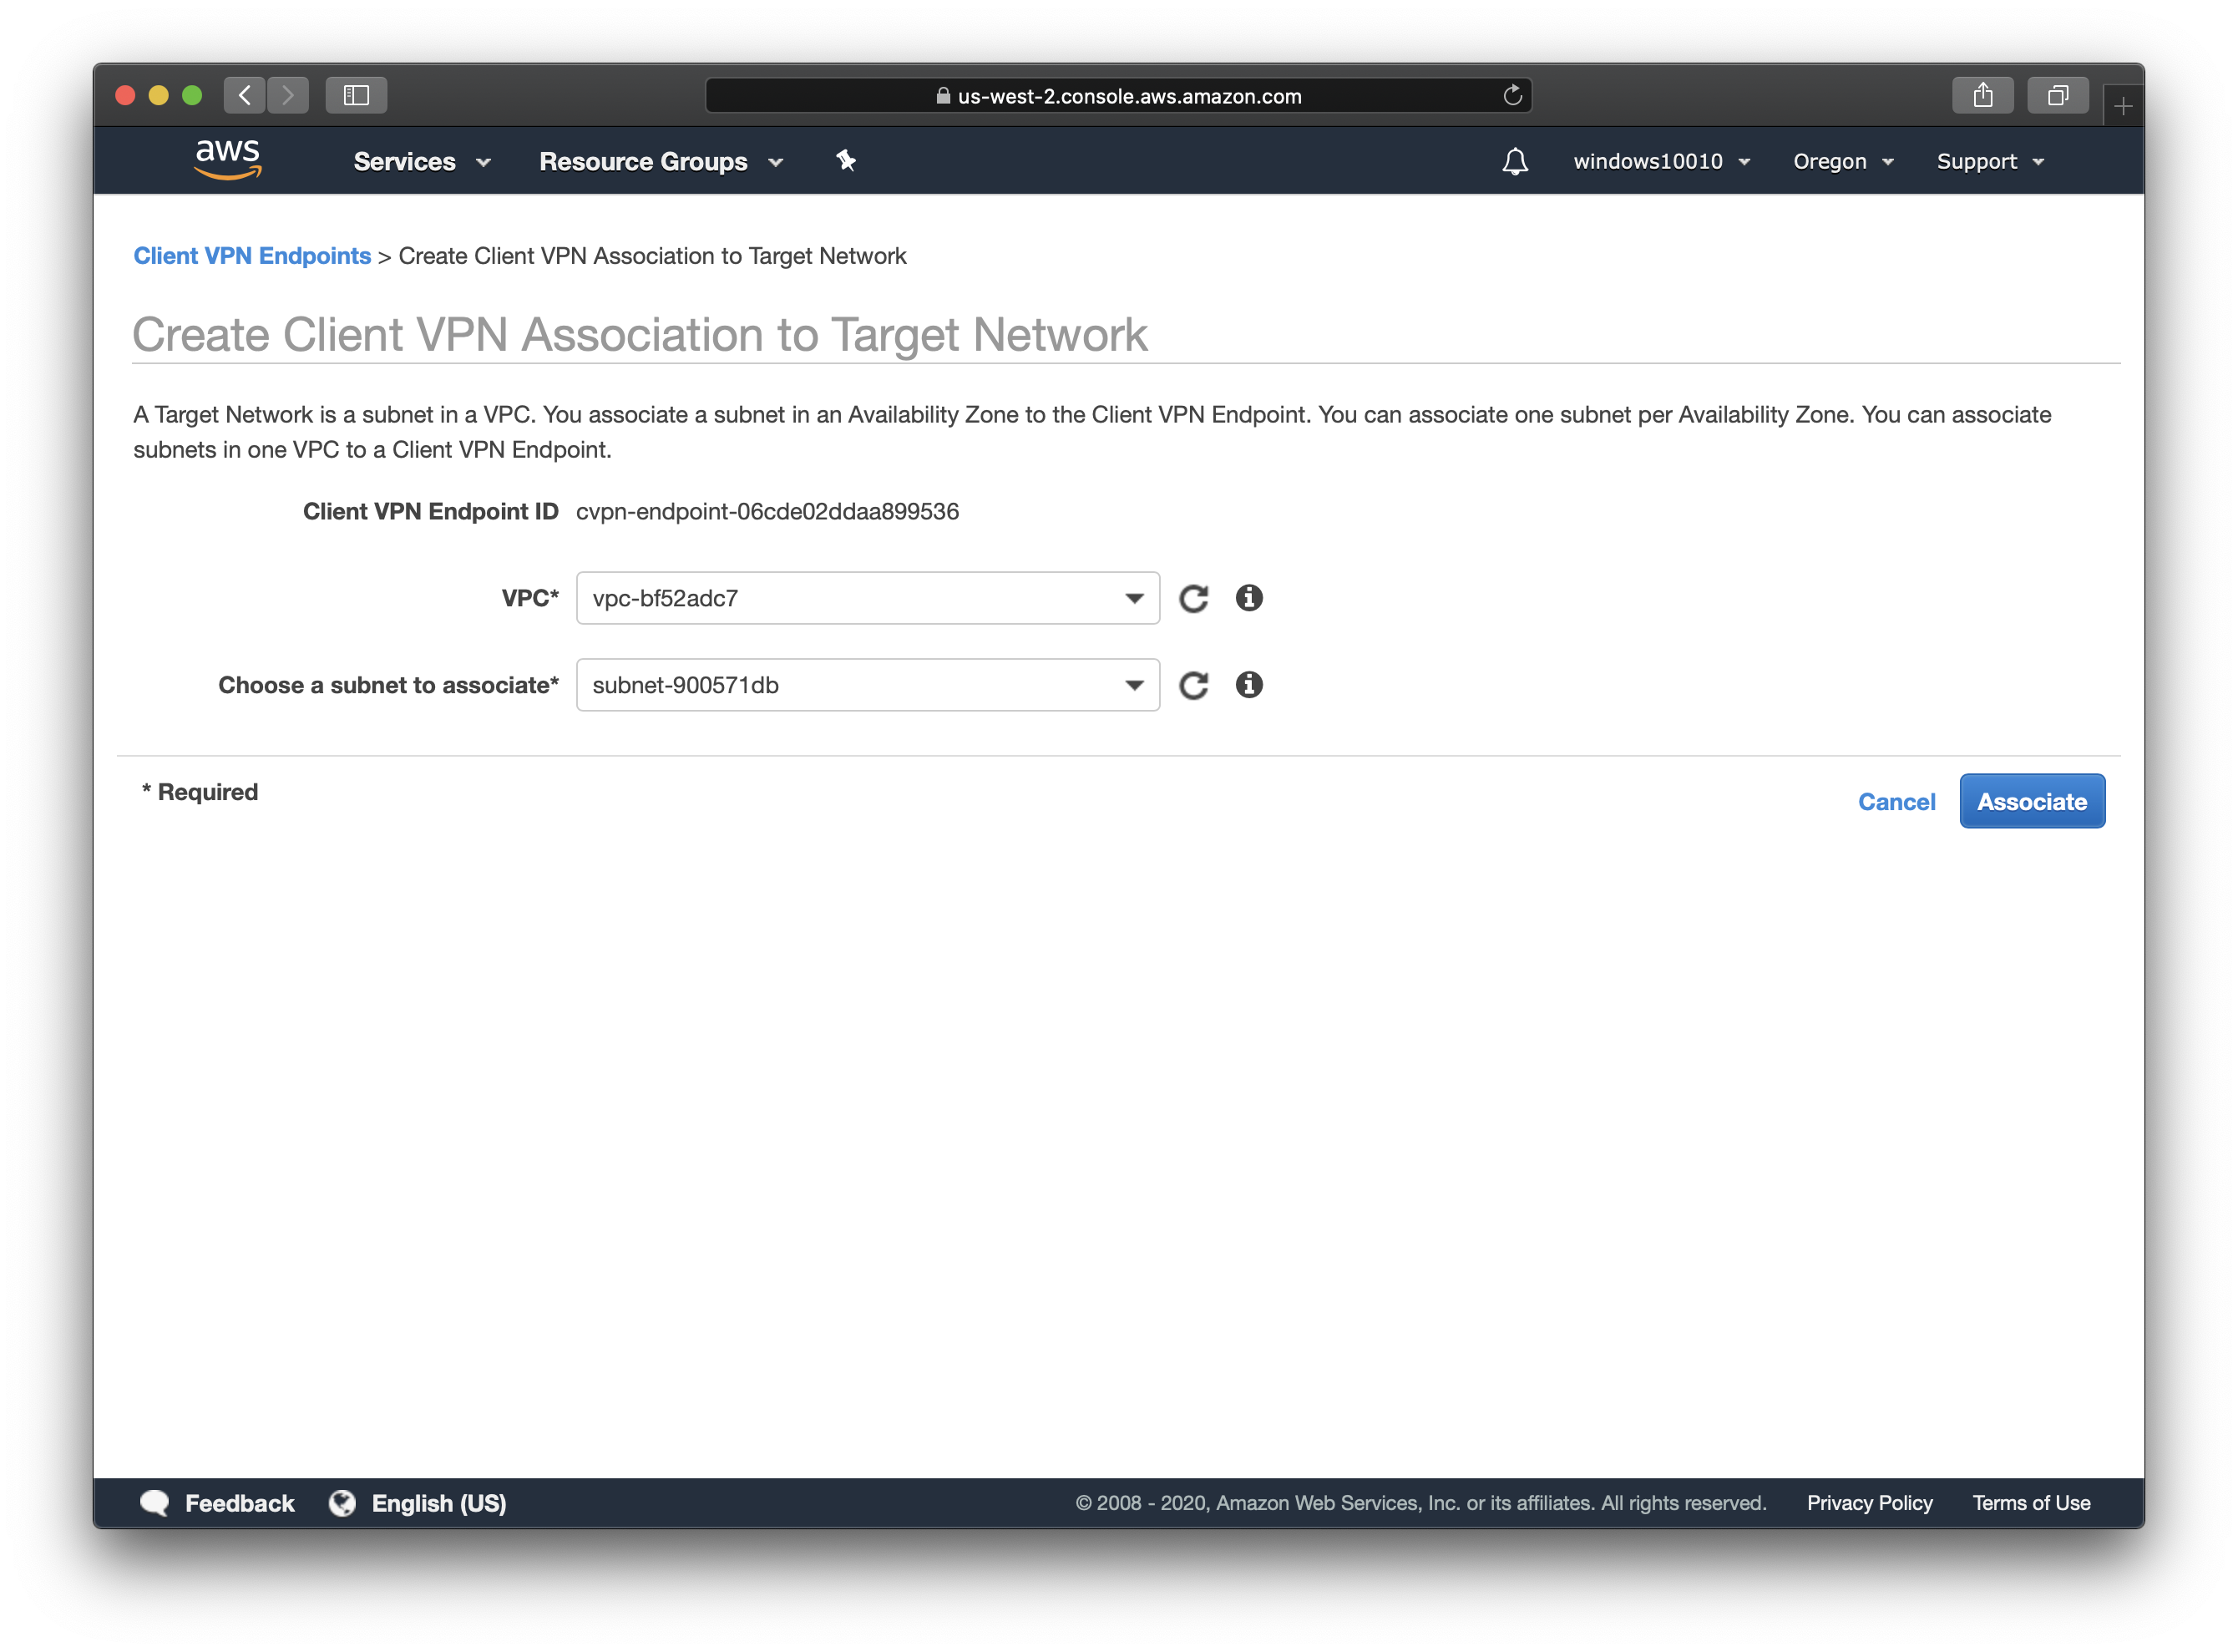 us-west-2.console.aws.amazon.com
aws Services Resource Groups windows10010 Oregon Support
Client VPN Endpoints > Create Client VPN Association to Target Network
Create Client VPN Association to Target Network
A Target Network is a subnet in a VPC. You associate a subnet in an Availability Zone to the Client VPN Endpoint. You can associate one subnet per Availability Zone. You can associate
subnets in one VPC to a Client VPN Endpoint.
Client VPN Endpoint ID cvpn-endpoint-06cde02ddaa899536
VPC* vpc-bf52adc7
Choose a subnet to associate* subnet-900571db
* Required
Cancel Associate
Feedback English (US) © 2008 - 2020, Amazon Web Services, Inc. or its affiliates. All rights reserved. Privacy Policy Terms of Use